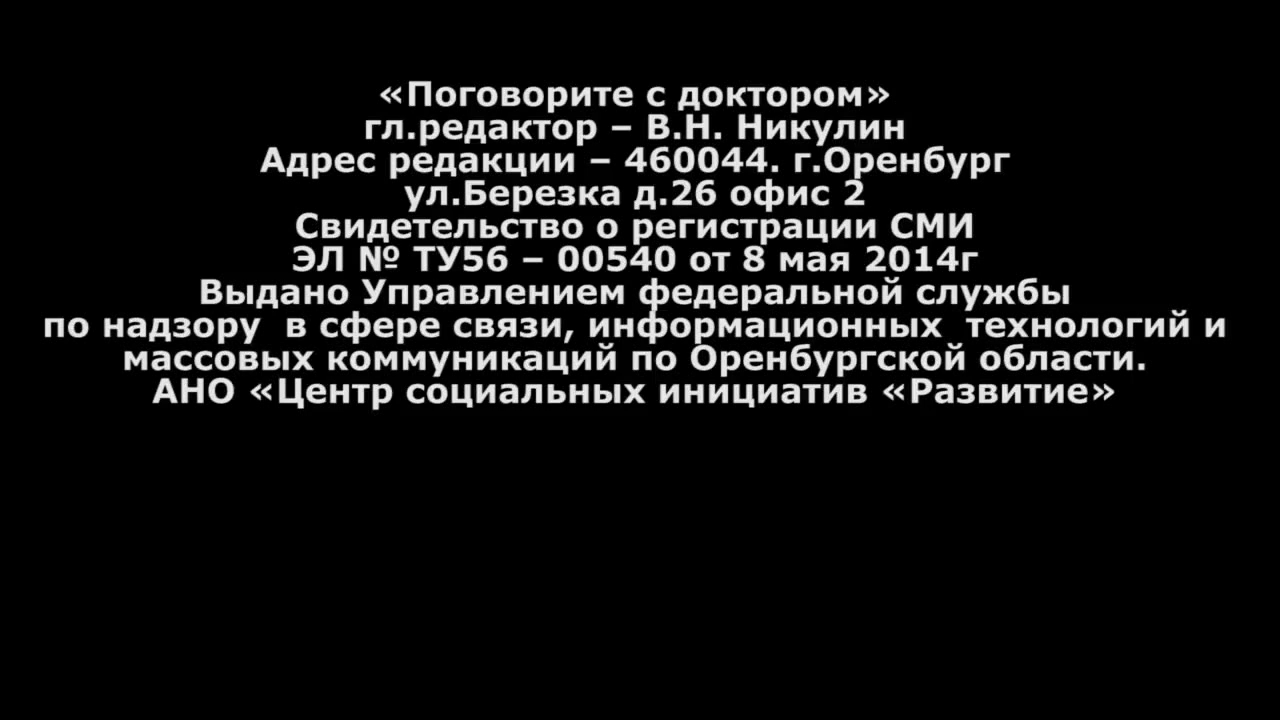 «Поговорите с доктором»
гл.редактор – В.Н. Никулин
Адрес редакции – 460044. г.Оренбург
ул.Березка д.26 офис 2
Свидетельство о регистрации СМИ
ЭЛ № ТУ56 – 00540 от 8 мая 2014г
Выдано Управлением федеральной службы
по надзору  в сфере связи, информационных  технологий и
массовых коммуникаций по Оренбургской области.
АНО «Центр социальных инициатив «Развитие»